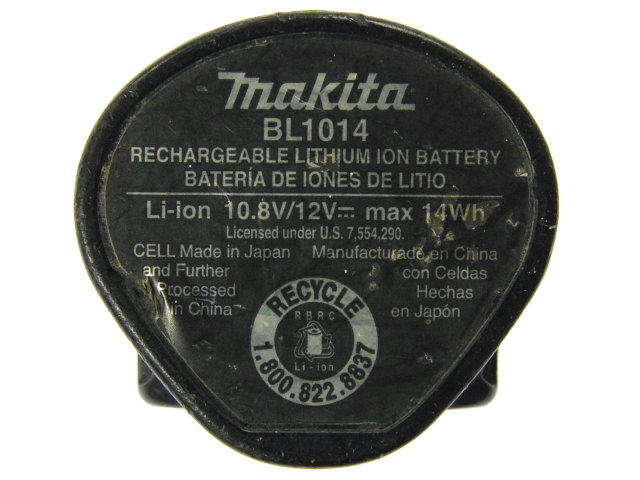 makita
BL1014
RECHARGEABLE LITHIUM ION BATTERY
BATERÍA DE IONES DE LITIO
Li-ion 10.8V/12V⎓ max 14Wh
Licensed under U.S. 7,554,290.
CELL Made in Japan
and Further
Processed
in China
Manufacturado en China
con Celdas
Hechas
en Japón
RECYCLE
RBRC
Li-ion
1.800.822.8837